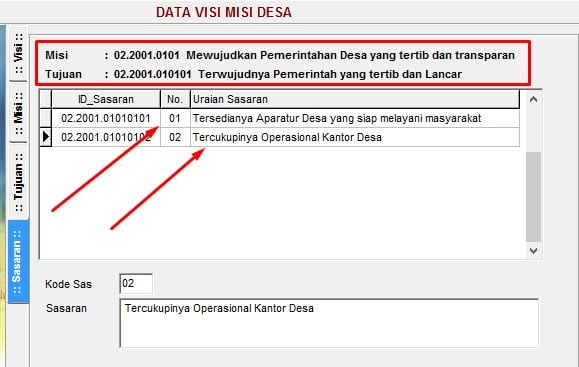 DATA VISI MISI DESA
Misi : 02.2001.0101 Mewujudkan Pemerintahan Desa yang tertib dan transparan
Tujuan : 02.2001.010101 Terwujudnya Pemerintah yang tertib dan Lancar
:: Visi ::
:: Misi ::
:: Tujuan ::
:: Sasaran ::
ID_Sasaran No. Uraian Sasaran
02.2001.01010101 01 Tersedianya Aparatur Desa yang siap melayani masyarakat
02.2001.01010102 02 Tercukupinya Operasional Kantor Desa
Kode Sas 02
Sasaran Tercukupinya Operasional Kantor Desa